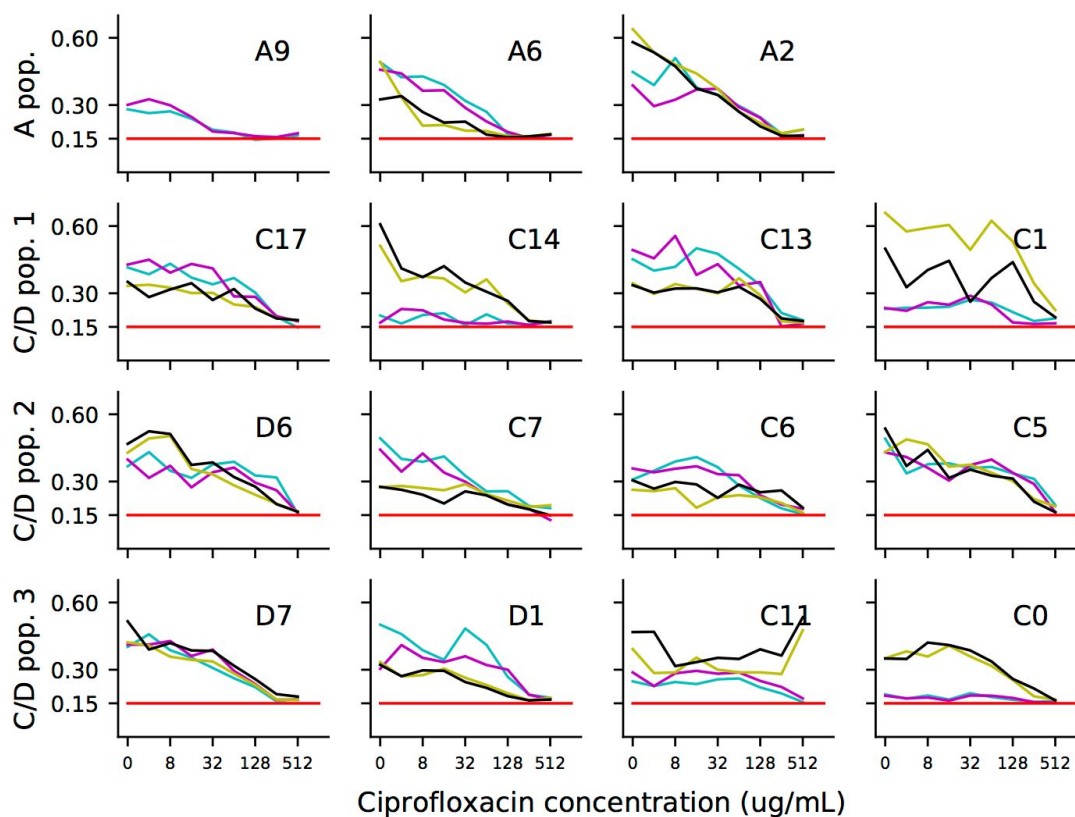 A pop.
0.60
0.30
0.15
A9
A6
A2
C/D pop. 1
0.60
0.30
0.15
C17
C14
C13
C1
C/D pop. 2
0.60
0.30
0.15
D6
C7
C6
C5
C/D pop. 3
0.60
0.30
0.15
D7
D1
C11
C0
0 8 32 128 512
0 8 32 128 512
0 8 32 128 512
0 8 32 128 512
Ciprofloxacin concentration (ug/mL)